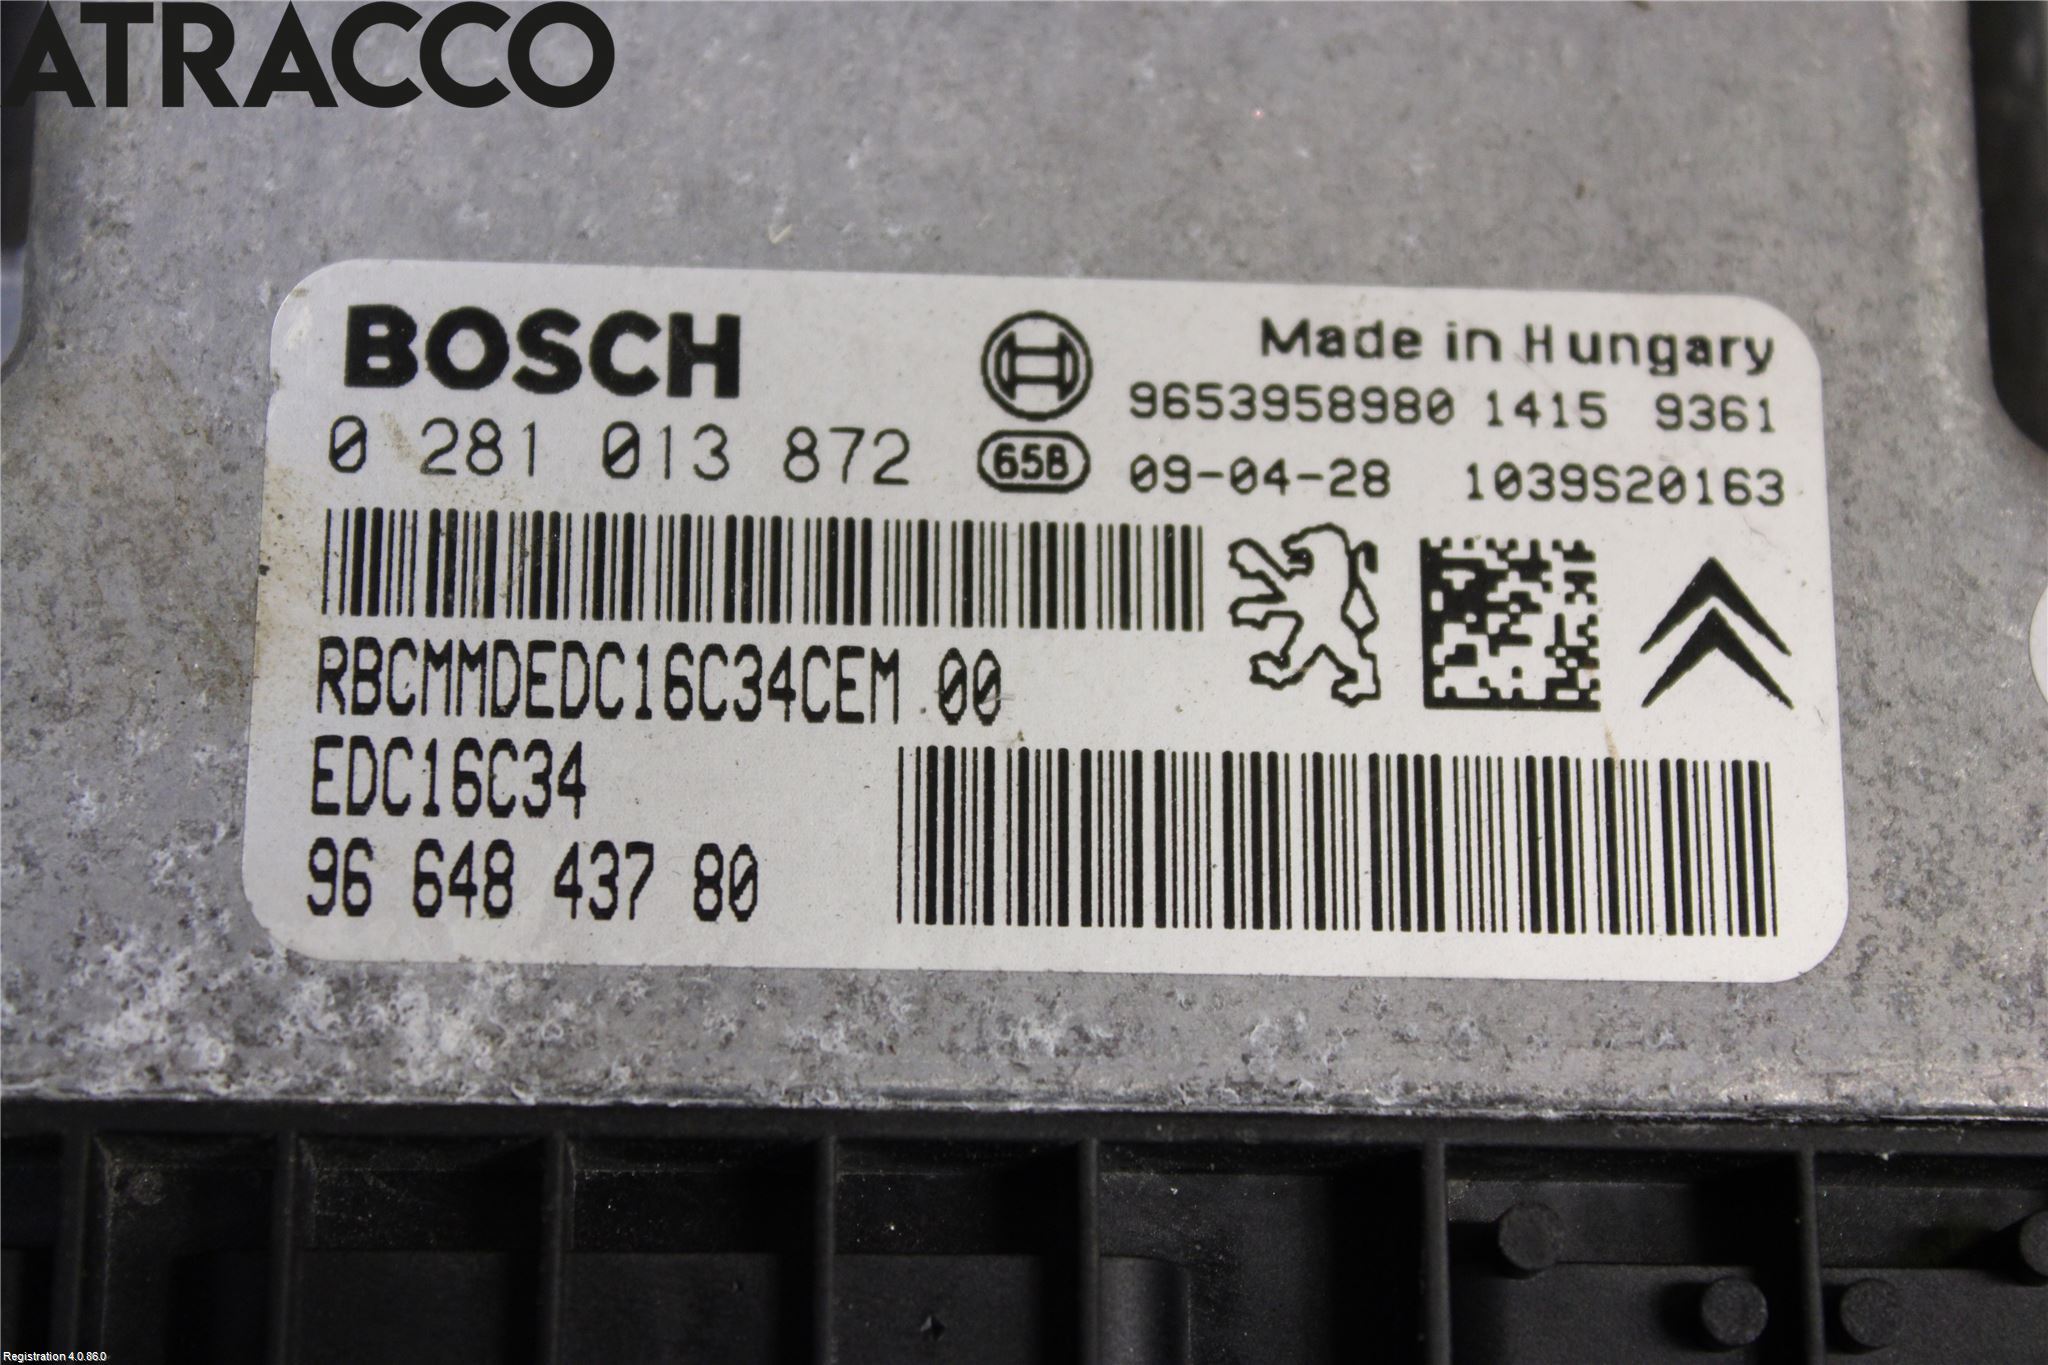 ATRACCO
BOSCH
Made in Hungary
0 281 013 872
9653958980 1415 9361
65B
09-04-28 1039S20163
RBCMMDEDC16C34CEM.00
EDC16C34
96 648 437 80
Registration 4.0.86.0